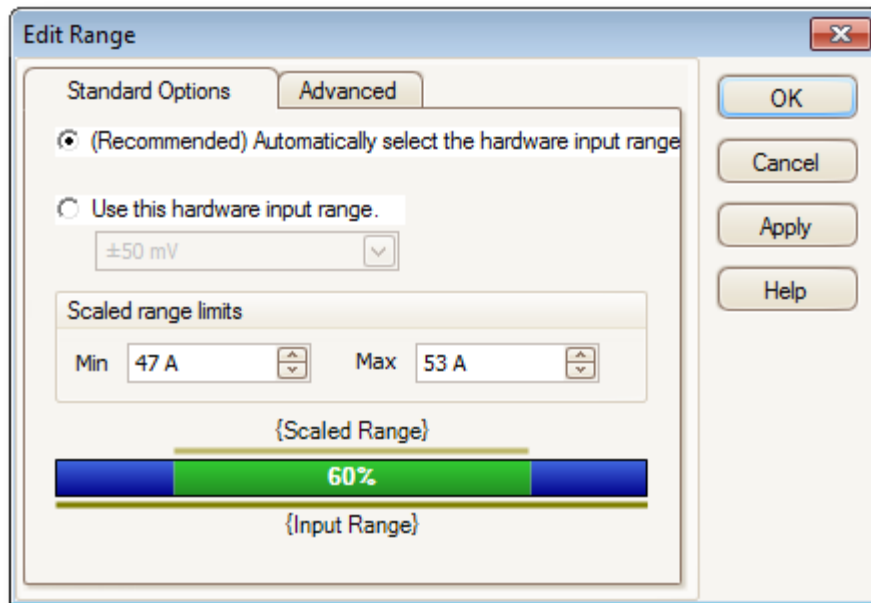 Edit Range
Standard Options
Advanced
(Recommended) Automatically select the hardware input range
Use this hardware input range.
±50 mV
Scaled range limits
Min 47 A Max 53 A
{Scaled Range}
60%
{Input Range}
OK
Cancel
Apply
Help